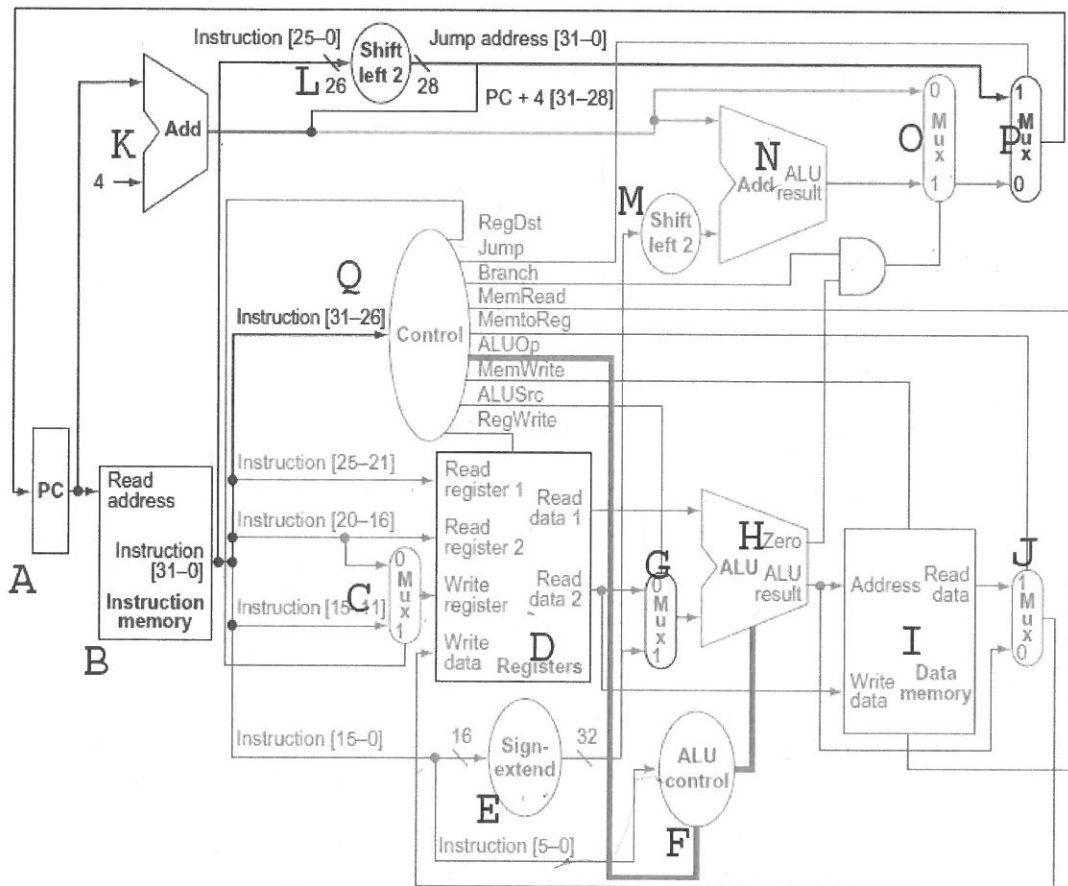 Instruction [25–0]
Shift
left 2
Jump address [31–0]
L
26
28
PC + 4 [31–28]
K
Add
4
0
M
u
x
1
O
1
M
u
x
0
P
N
Add
ALU
result
M
Shift
left 2
RegDst
Jump
Branch
MemRead
MemtoReg
ALUOp
MemWrite
ALUSrc
RegWrite
Q
Control
Instruction [31–26]
PC
A
Read
address
Instruction
[31–0]
Instruction
memory
B
Instruction [25–21]
Instruction [20–16]
Instruction [15–11]
0
M
u
x
1
C
Read
register 1
Read
register 2
Write
register
Write
data
Read
data 1
Read
data 2
D
Registers
G
0
M
u
x
1
H
Zero
ALU
ALU
result
Address
Read
data
I
Write
data
Data
memory
J
1
M
u
x
0
Instruction [15–0]
16
Sign-
extend
32
E
ALU
control
F
Instruction [5–0]